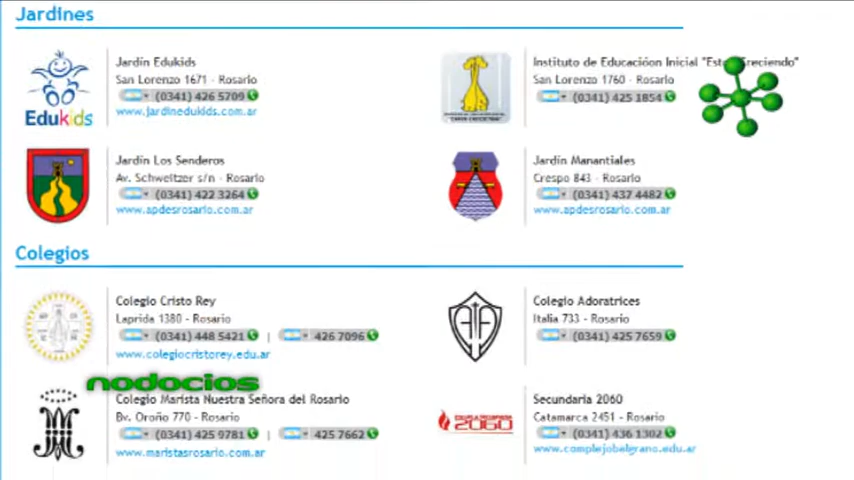 Jardines
Jardín Edukids
San Lorenzo 1671 - Rosario
(0341) 426 5709
www.jardinedukids.com.ar
Edukids
Instituto de Educacióon Inicial "Estoy Creciendo"
San Lorenzo 1760 - Rosario
(0341) 425 1854
Jardín Los Senderos
Av. Schweitzer s/n - Rosario
(0341) 422 3264
www.apdesrosario.com.ar
Jardín Manantiales
Crespo 843 - Rosario
(0341) 437 4482
www.apdesrosario.com.ar
Colegios
Colegio Cristo Rey
Laprida 1380 - Rosario
(0341) 448 5421 | 426 7096
www.colegiocristorey.edu.ar
Colegio Adoratrices
Italia 733 - Rosario
(0341) 425 7659
nodocios
Colegio Marista Nuestra Señora del Rosario
Bv. Oroño 770 - Rosario
(0341) 425 9781 | 425 7662
www.maristasrosario.com.ar
2060
Secundaria 2060
Catamarca 2451 - Rosario
(0341) 436 1302
www.complejobelgrano.edu.ar